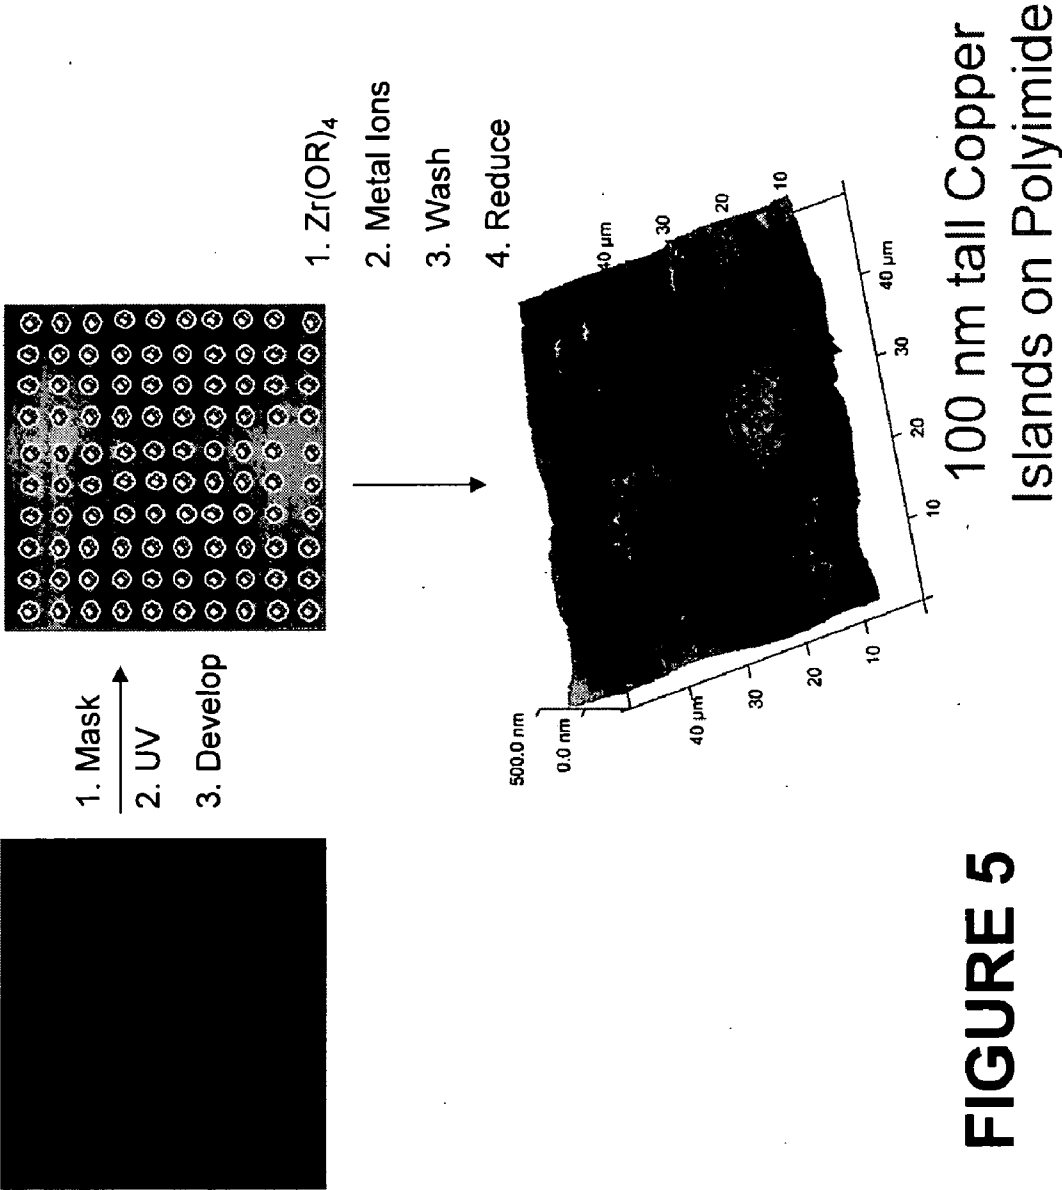 1. Mask
2. UV
3. Develop
1. Zr(OR)₄
2. Metal Ions
3. Wash
4. Reduce
500.0 nm
0.0 nm
40 µm
30
20
10
40 µm
30
20
10
10
20
30
40 µm
100 nm tall Copper
Islands on Polyimide
FIGURE 5